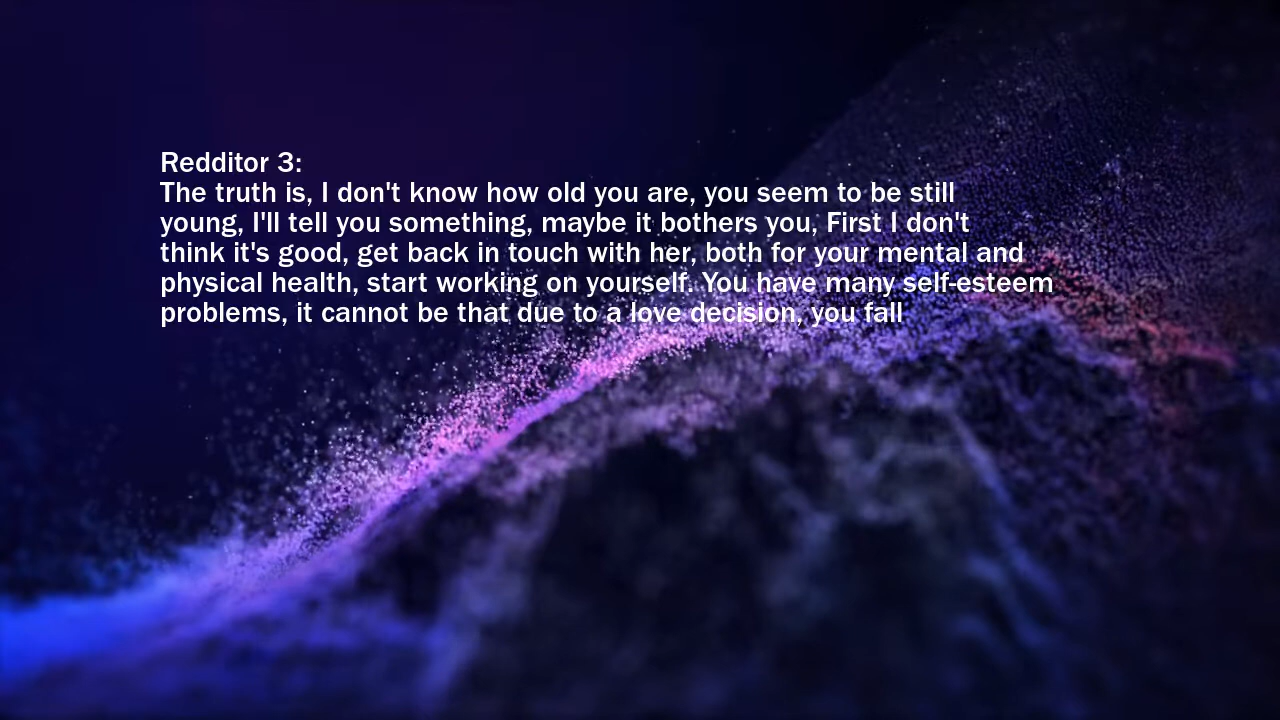 Redditor 3:
The truth is, I don't know how old you are, you seem to be still
young, I'll tell you something, maybe it bothers you, First I don't
think it's good, get back in touch with her, both for your mental and
physical health, start working on yourself. You have many self-esteem
problems, it cannot be that due to a love decision, you fall